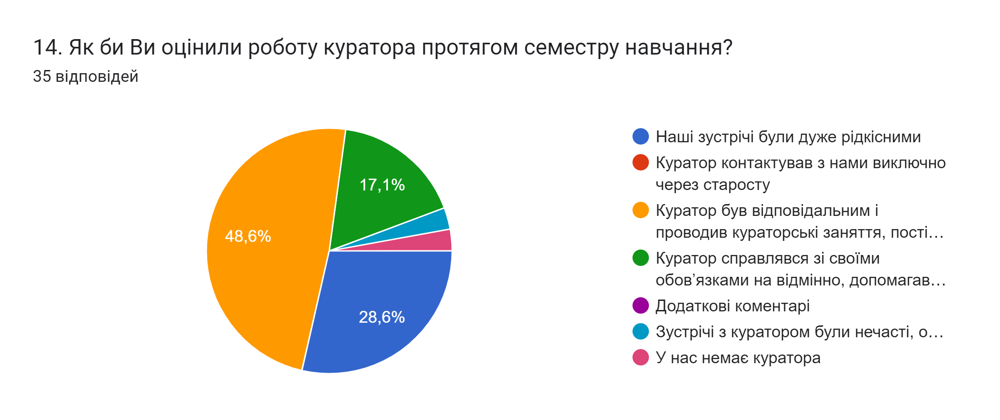 14. Як би Ви оцінили роботу куратора протягом семестру навчання?
35 відповідей
17,1%
48,6%
28,6%
Наші зустрічі були дуже рідкісними
Куратор контактував з нами виключно
через старосту
Куратор був відповідальним і
проводив кураторські заняття, пості...
Куратор справлявся зі своїми
обов’язками на відмінно, допомагав...
Додаткові коментарі
Зустрічі з куратором були нечасті, о...
У нас немає куратора